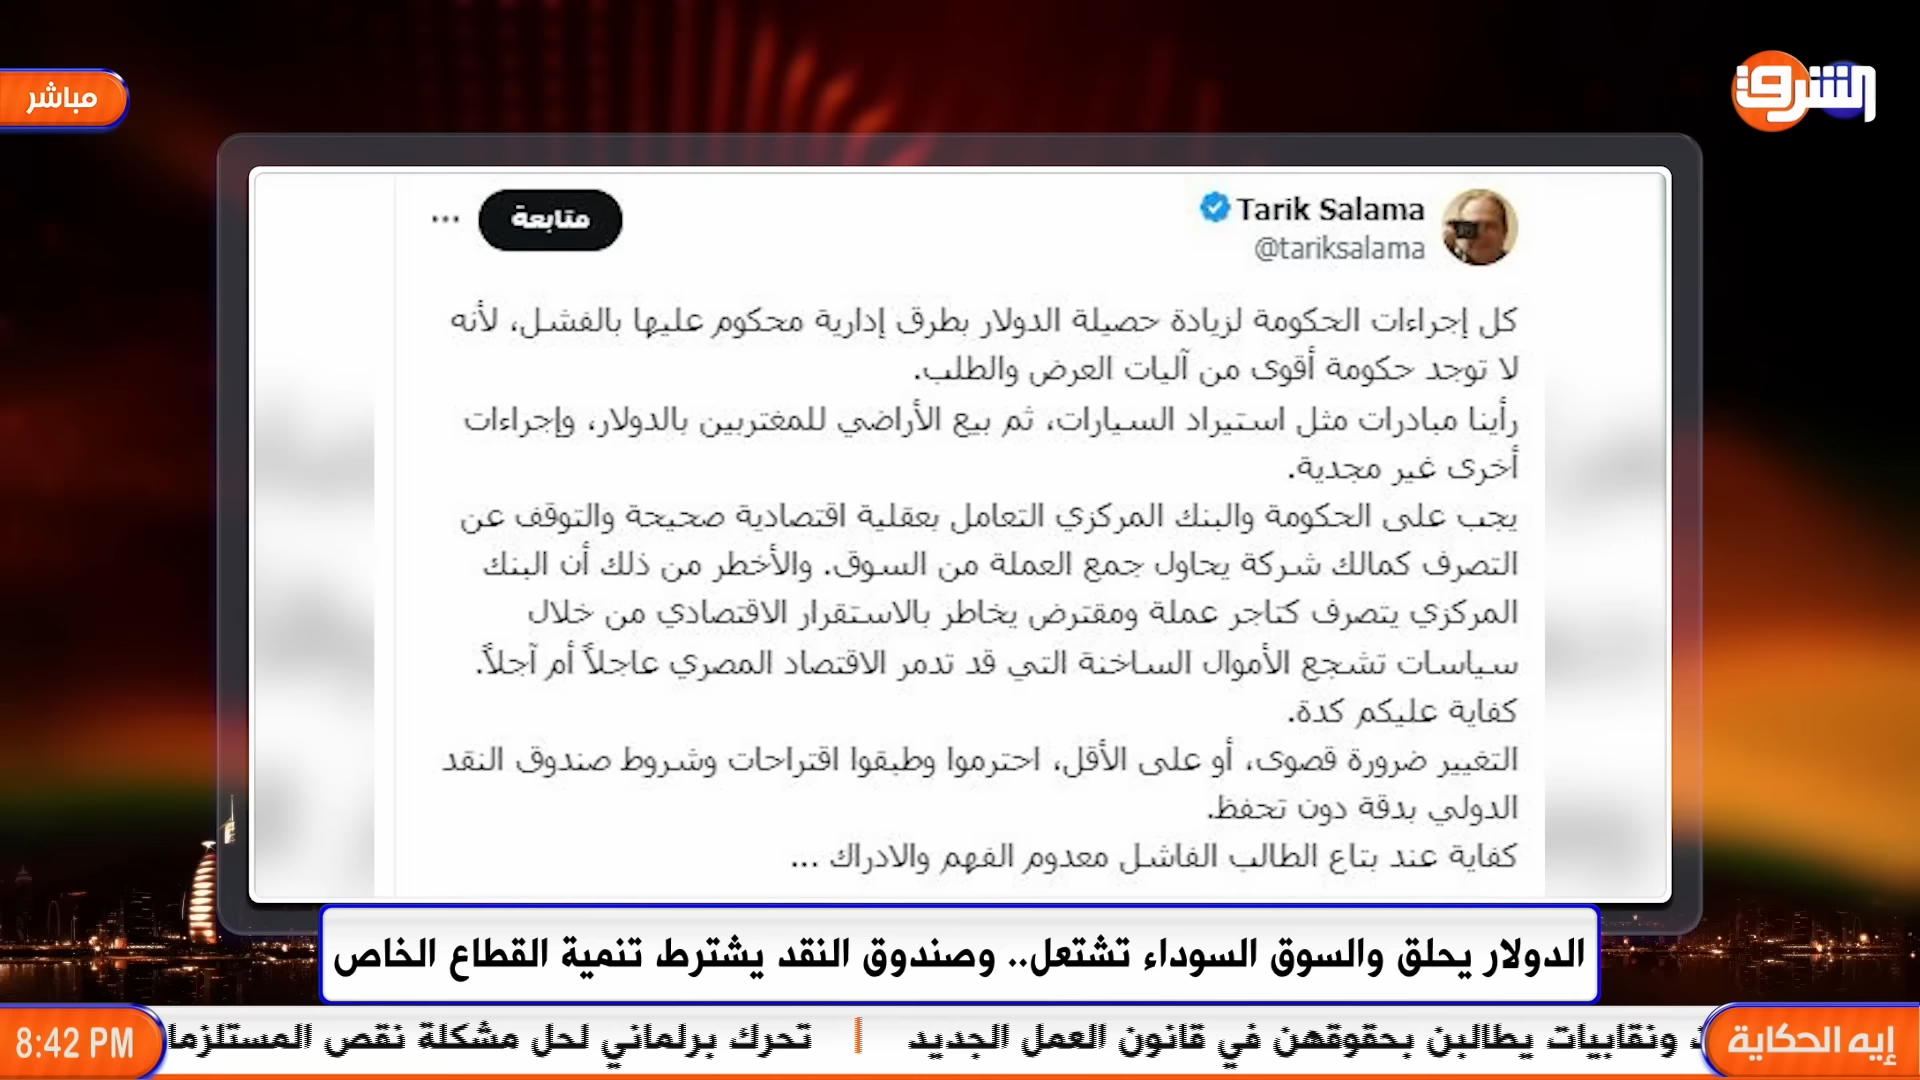 مباشر
الشرق
Tarik Salama
@tariksalama
متابعة
...
كل إجراءات الحكومة لزيادة حصيلة الدولار بطرق إدارية محكوم عليها بالفشل، لأنه
لا توجد حكومة أقوى من آليات العرض والطلب.
رأينا مبادرات مثل استيراد السيارات، ثم بيع الأراضي للمغتربين بالدولار، وإجراءات
أخرى غير مجدية.
يجب على الحكومة والبنك المركزي التعامل بعقلية اقتصادية صحيحة والتوقف عن
التصرف كمالك شركة يحاول جمع العملة من السوق. والأخطر من ذلك أن البنك
المركزي يتصرف كتاجر عملة ومقترض يخاطر بالاستقرار الاقتصادي من خلال
سياسات تشجع الأموال الساخنة التي قد تدمر الاقتصاد المصري عاجلاً أم آجلاً.
كفاية عليكم كدة.
التغيير ضرورة قصوى، أو على الأقل، احترموا وطبقوا اقتراحات وشروط صندوق النقد
الدولي بدقة دون تحفظ.
كفاية عند بتاع الطالب الفاشل معدوم الفهم والادراك ...
الدولار يحلق والسوق السوداء تشتعل.. وصندوق النقد يشترط تنمية القطاع الخاص
إيه الحكاية
ونقابيات يطالبن بحقوقهن في قانون العمل الجديد | تحرك برلماني لحل مشكلة نقص المستلزما
8:42 PM